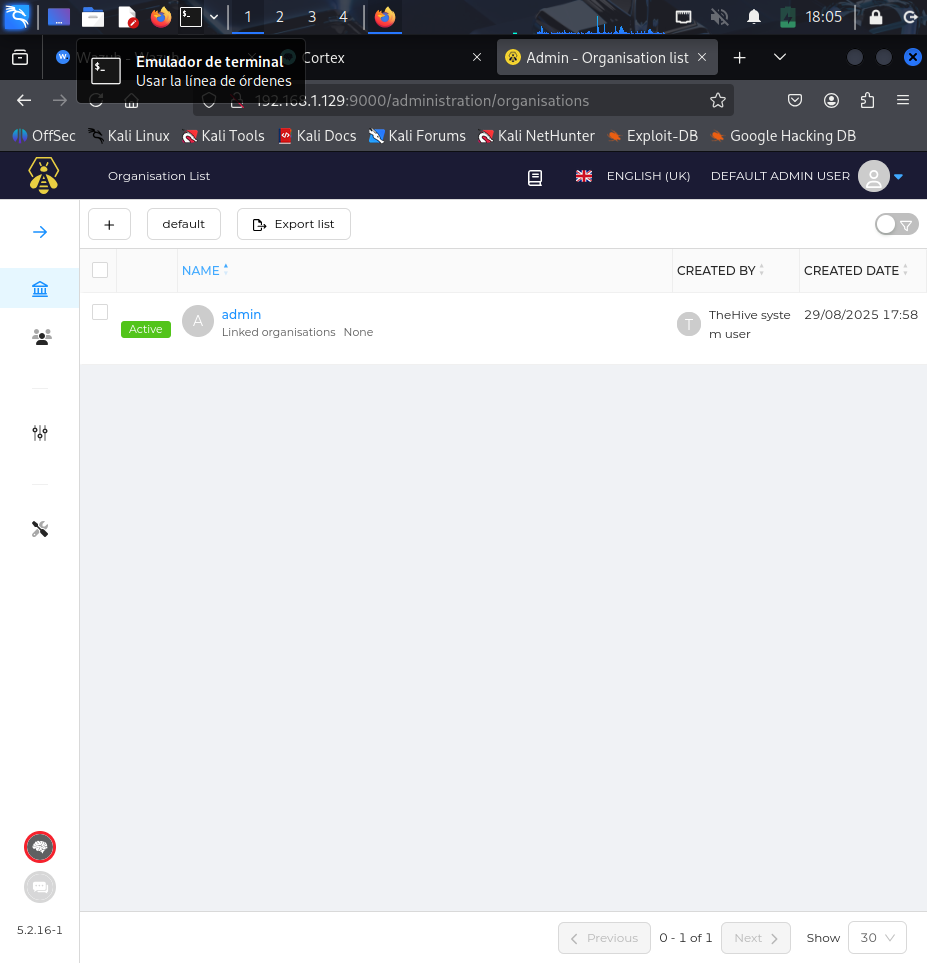 1 2 3 4 18:05
Cortex
Admin - Organisation list
Emulador de terminal
Usar la línea de órdenes
192.168.1.129:9000/administration/organisations
OffSec Kali Linux Kali Tools Kali Docs Kali Forums Kali NetHunter Exploit-DB Google Hacking DB
Organisation List ENGLISH (UK) DEFAULT ADMIN USER
+ default Export list
NAME CREATED BY CREATED DATE
A admin T TheHive syste 29/08/2025 17:58
Active Linked organisations None m user
5.2.16-1
Previous 0 - 1 of 1 Next Show 30